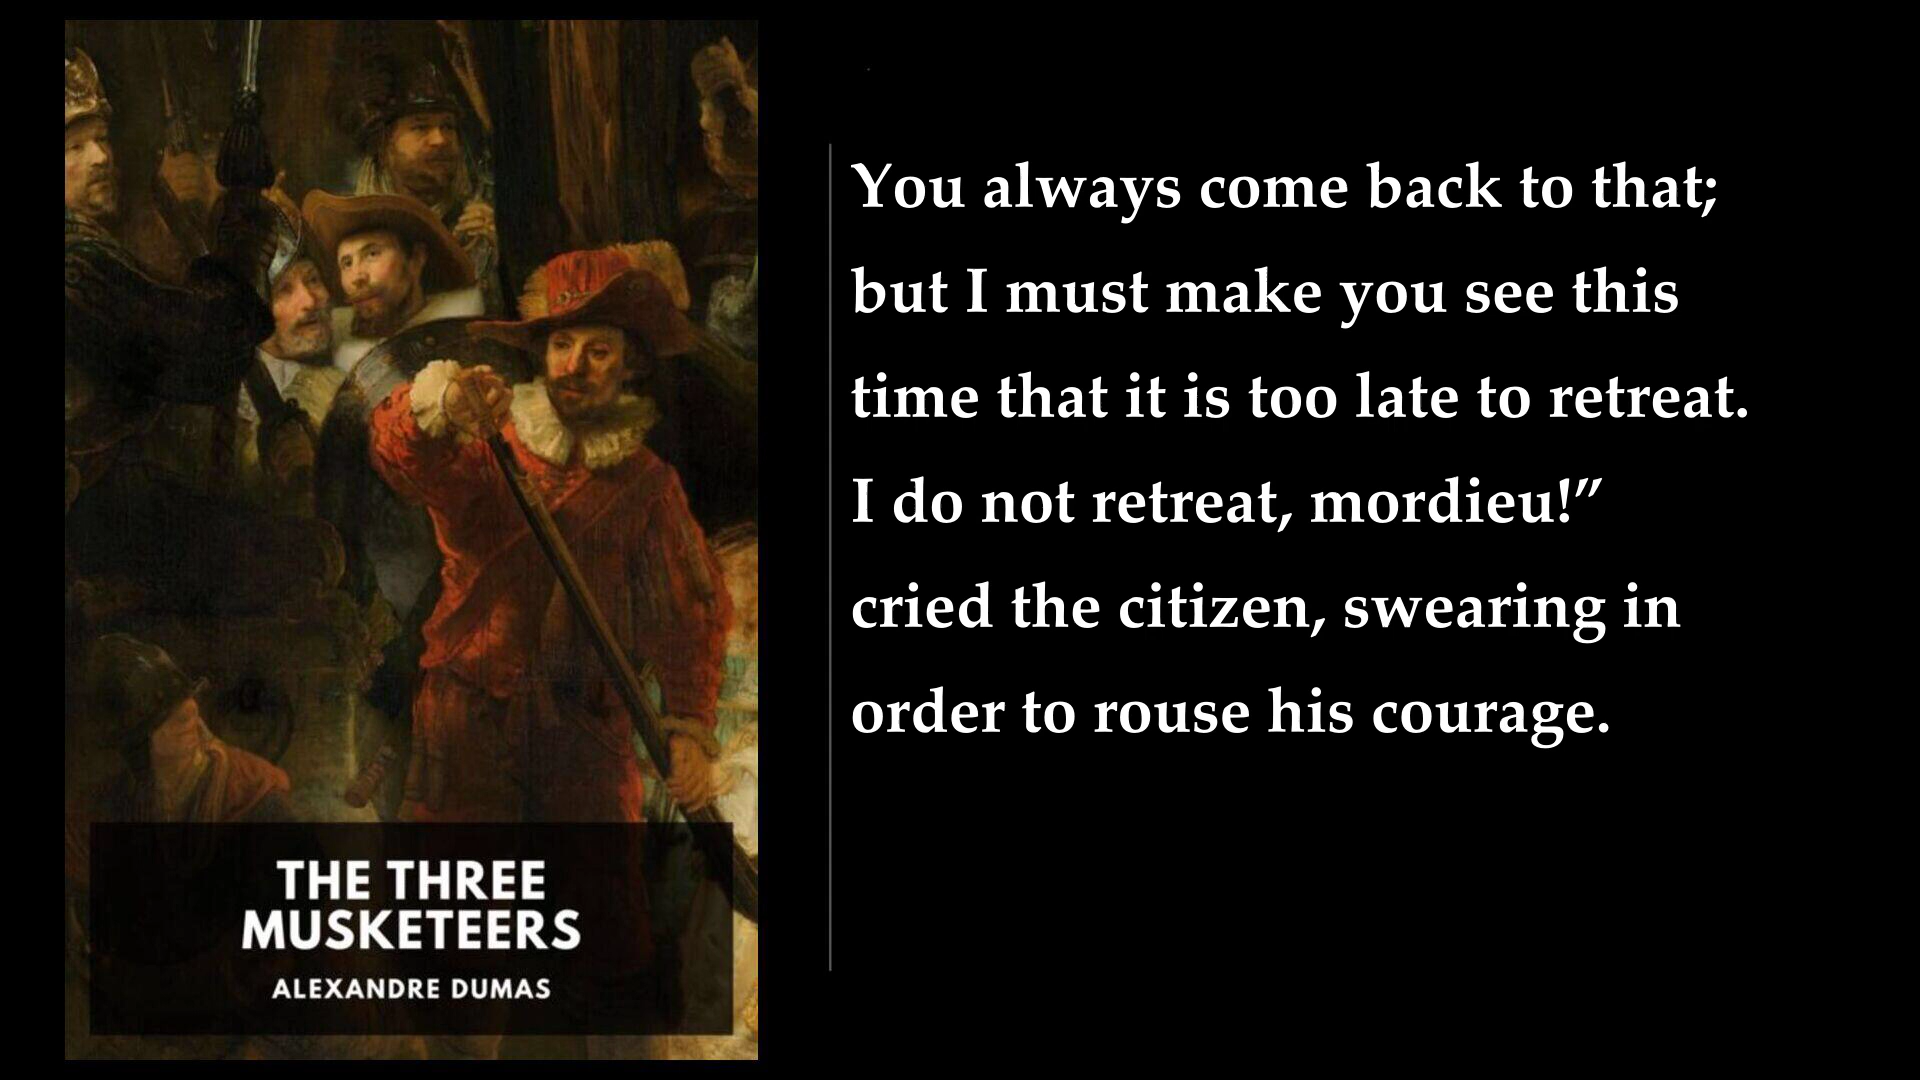 THE THREE
MUSKETEERS
ALEXANDRE DUMAS
You always come back to that;
but I must make you see this
time that it is too late to retreat.
I do not retreat, mordieu!”
cried the citizen, swearing in
order to rouse his courage.